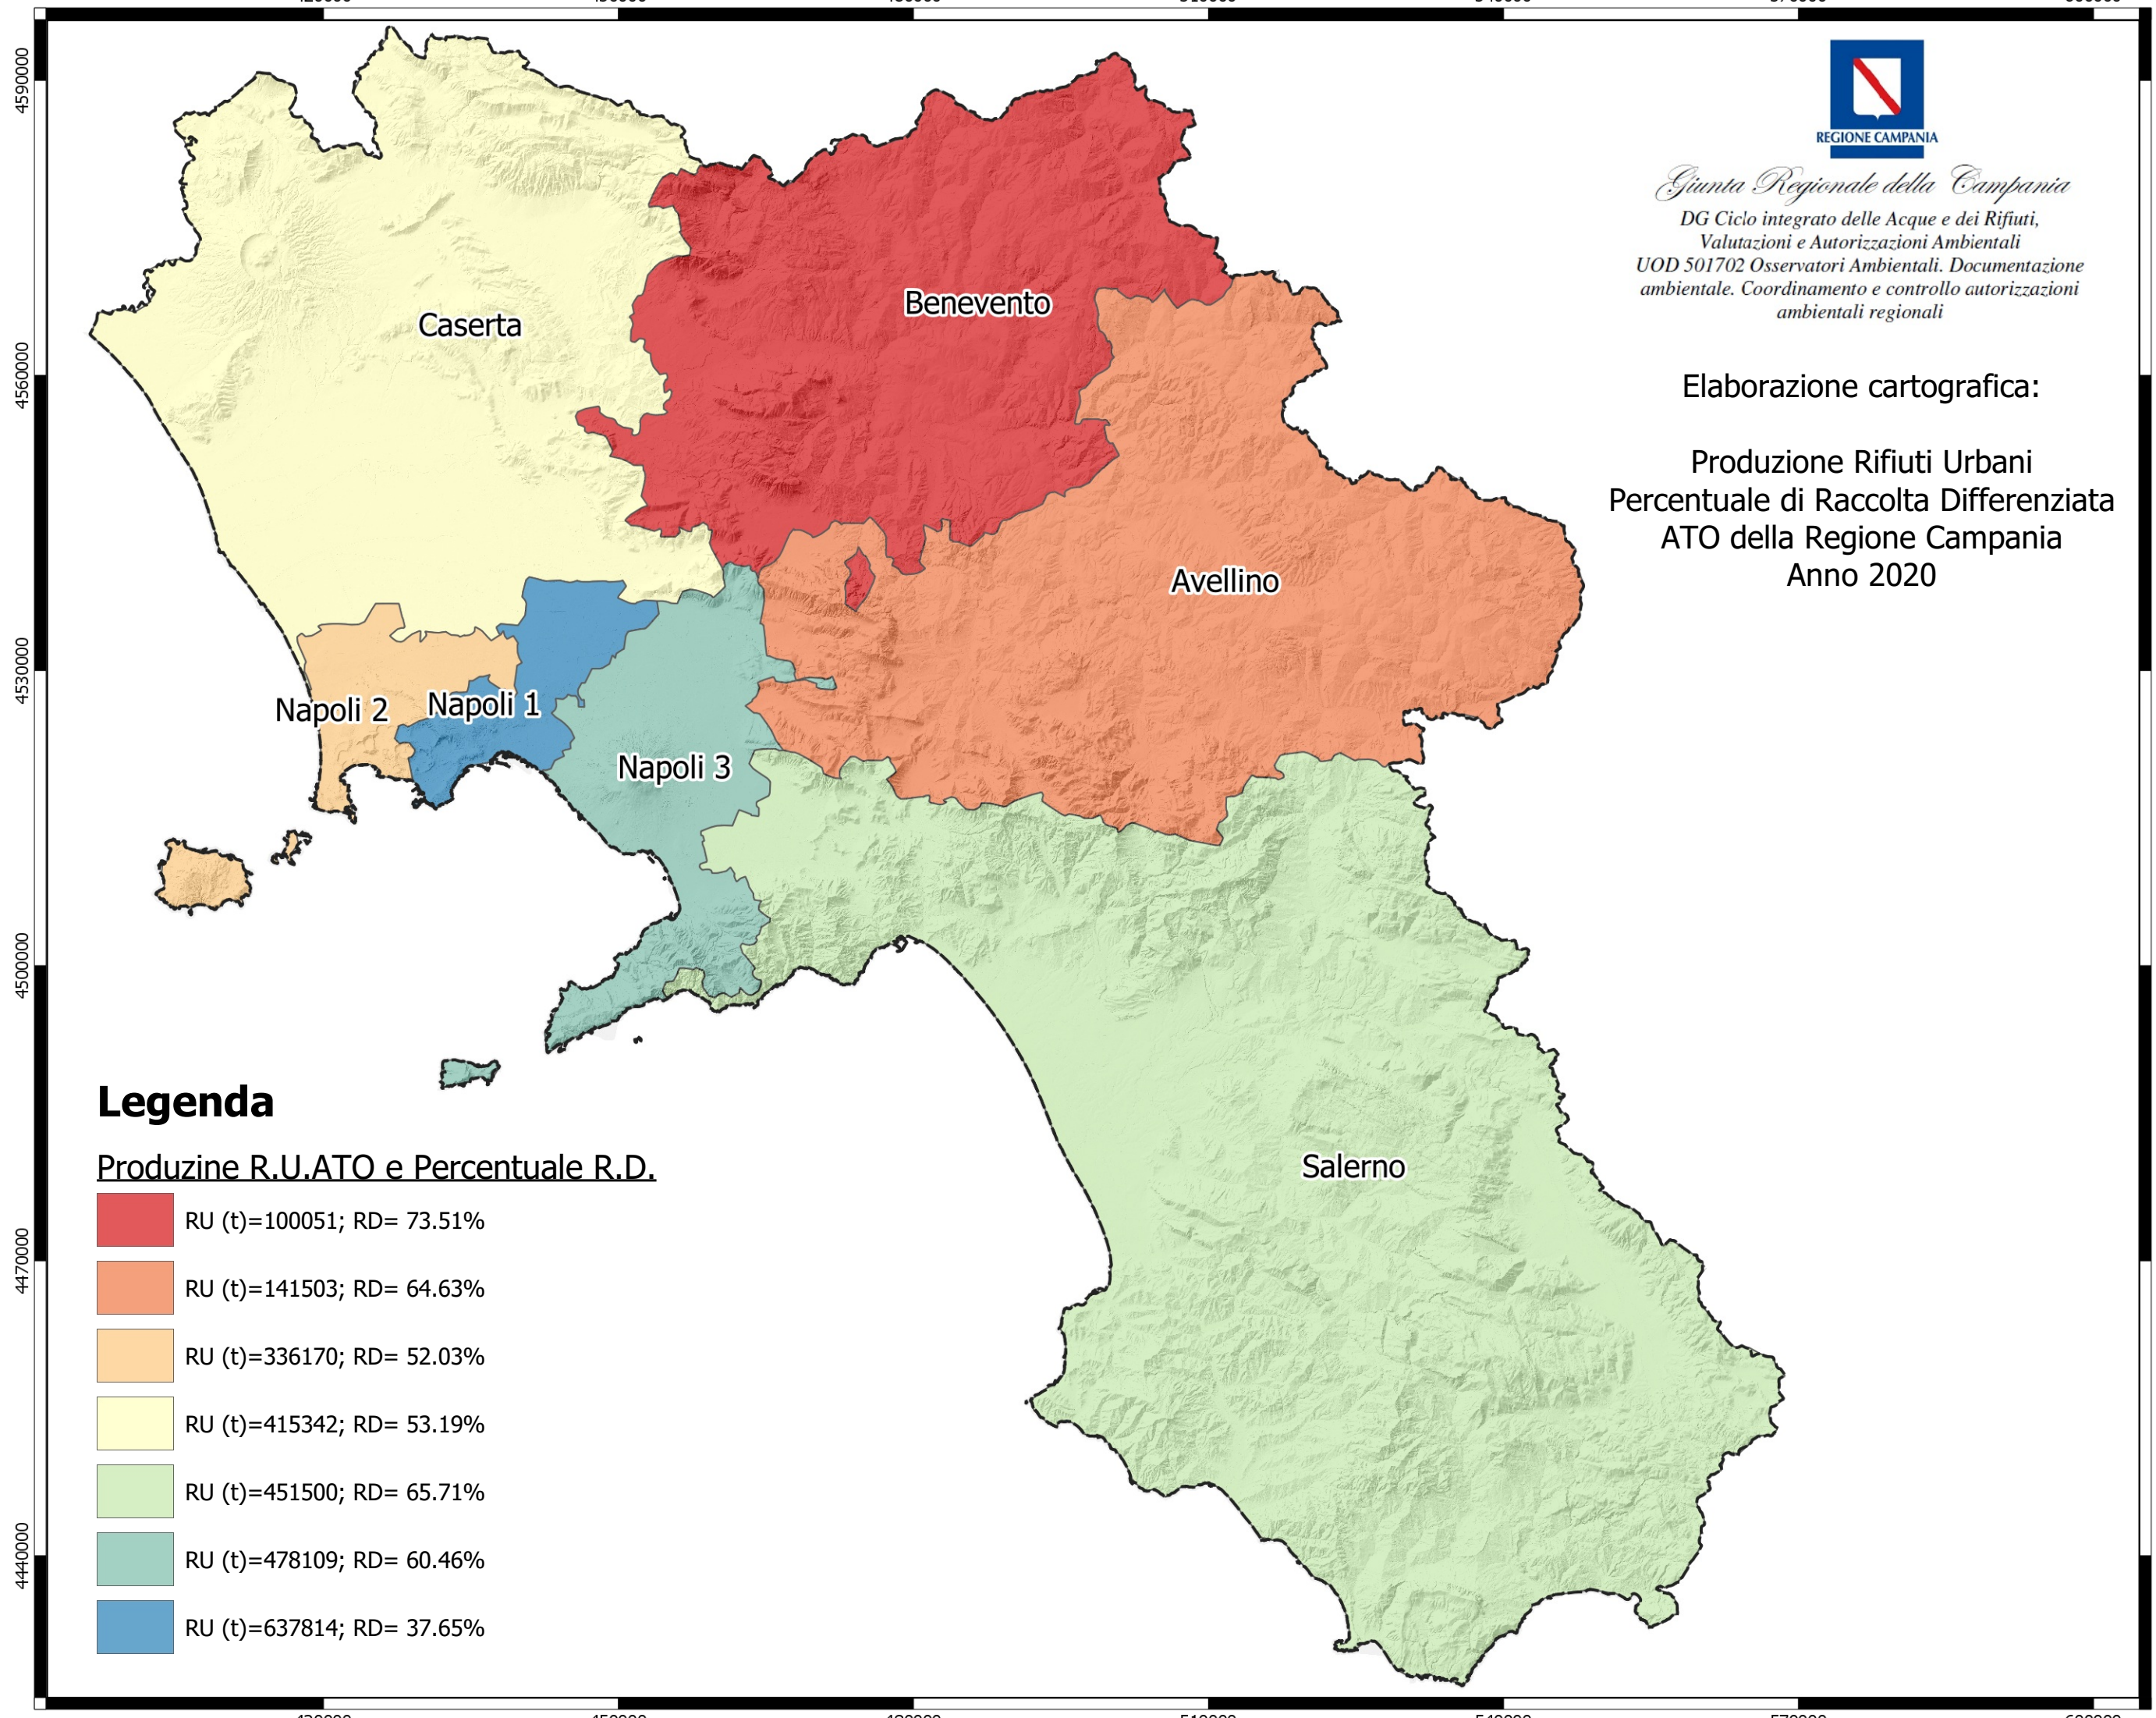 4590000
4560000
4530000
4500000
4470000
4440000
REGIONE CAMPANIA
Giunta Regionale della Campania
DG Ciclo integrato delle Acque e dei Rifiuti,
Valutazioni e Autorizzazioni Ambientali
UOD 501702 Osservatori Ambientali. Documentazione
ambientale. Coordinamento e controllo autorizzazioni
ambientali regionali
Elaborazione cartografica:
Produzione Rifiuti Urbani
Percentuale di Raccolta Differenziata
ATO della Regione Campania
Anno 2020
Benevento
Caserta
Avellino
Napoli 2
Napoli 1
Napoli 3
Salerno
Legenda
Produzine R.U.ATO e Percentuale R.D.
RU (t)=100051; RD= 73.51%
RU (t)=141503; RD= 64.63%
RU (t)=336170; RD= 52.03%
RU (t)=415342; RD= 53.19%
RU (t)=451500; RD= 65.71%
RU (t)=478109; RD= 60.46%
RU (t)=637814; RD= 37.65%